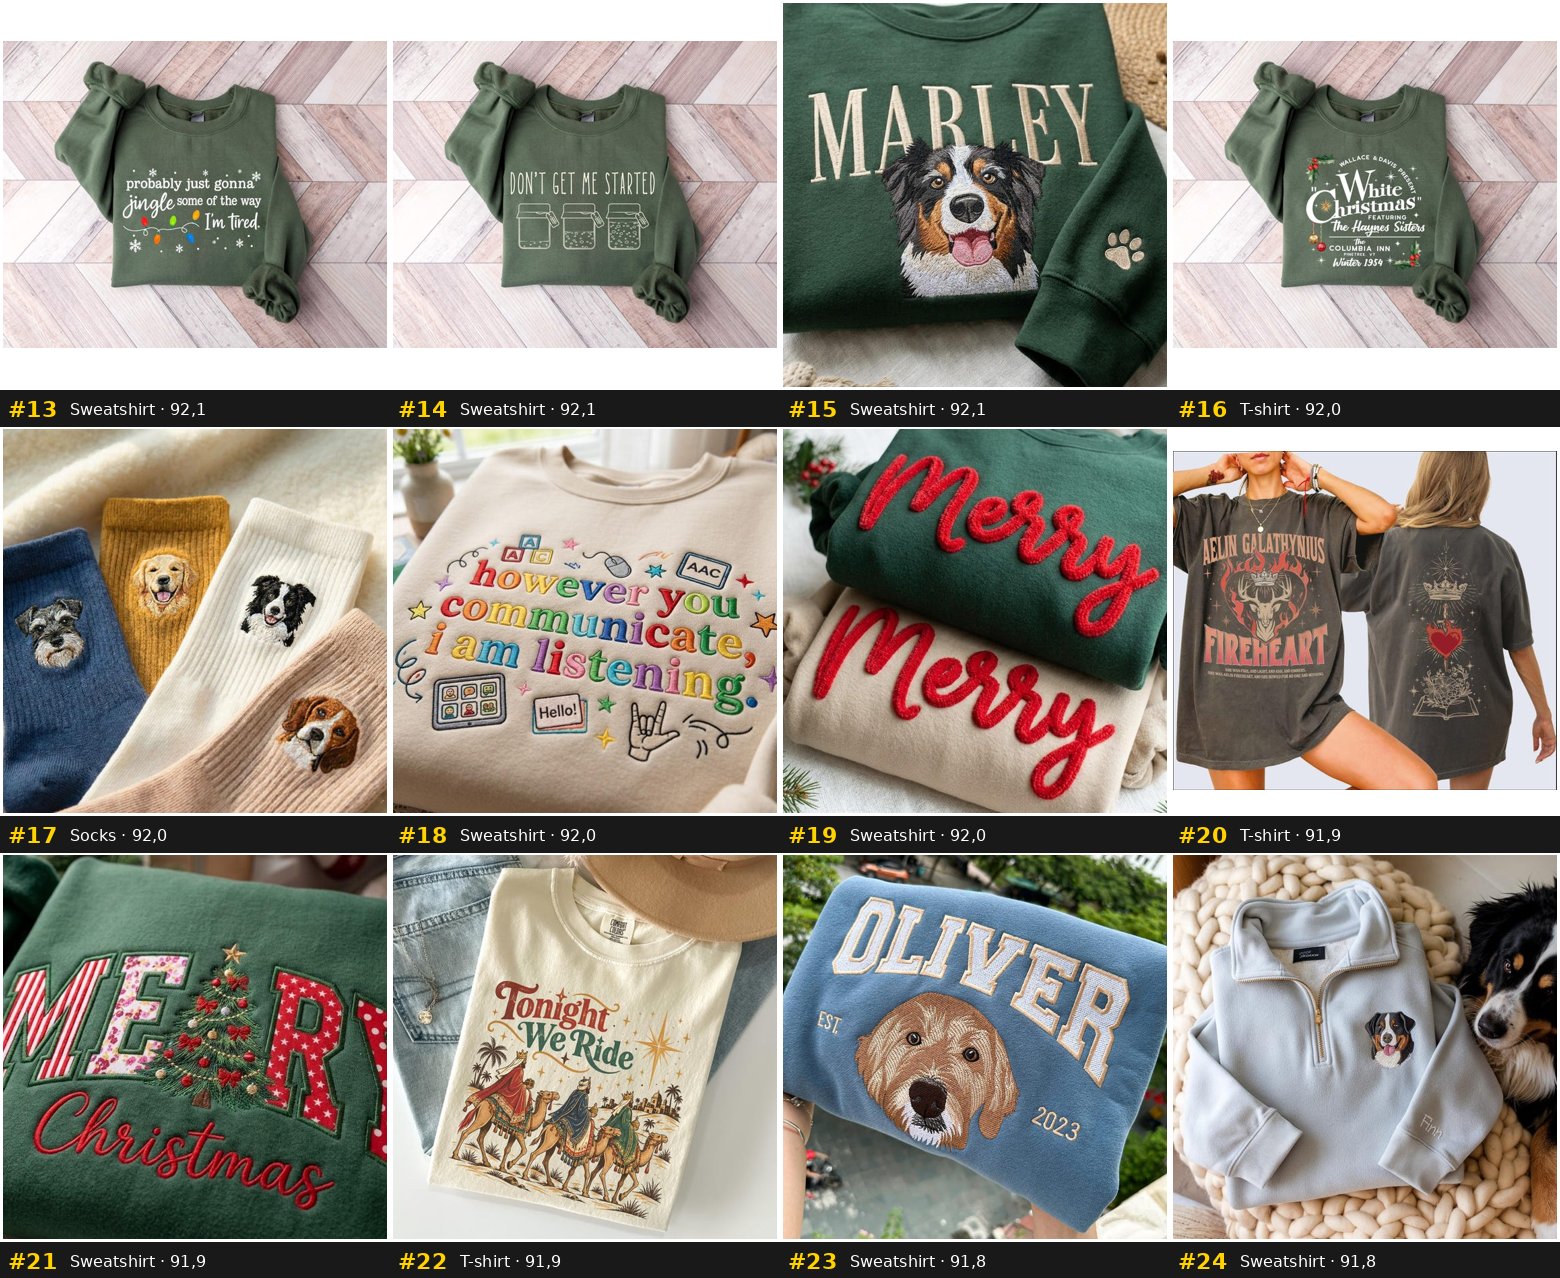 probably just gonna
jingle some of the way
I'm tired.
#13 Sweatshirt · 92,1
DON'T GET ME STARTED
#14 Sweatshirt · 92,1
MARLEY
#15 Sweatshirt · 92,1
WALLACE & DAVIS PRESENT
"White
Christmas"
FEATURING
The Haynes Sisters
the
COLUMBIA INN
PINETREE, VT
Winter 1954
#16 T-shirt · 92,0
#17 Socks · 92,0
A
A C
AAC
however you
communicate,
i am listening.
Hello!
#18 Sweatshirt · 92,0
Merry
Merry
#19 Sweatshirt · 92,0
AELIN GALATHYNIUS
FIREHEART
#20 T-shirt · 91,9
MERRY
Christmas
#21 Sweatshirt · 91,9
COMFORT
COLORS
Tonight
We Ride
#22 T-shirt · 91,9
OLIVER
EST.
2023
#23 Sweatshirt · 91,8
Finn
#24 Sweatshirt · 91,8